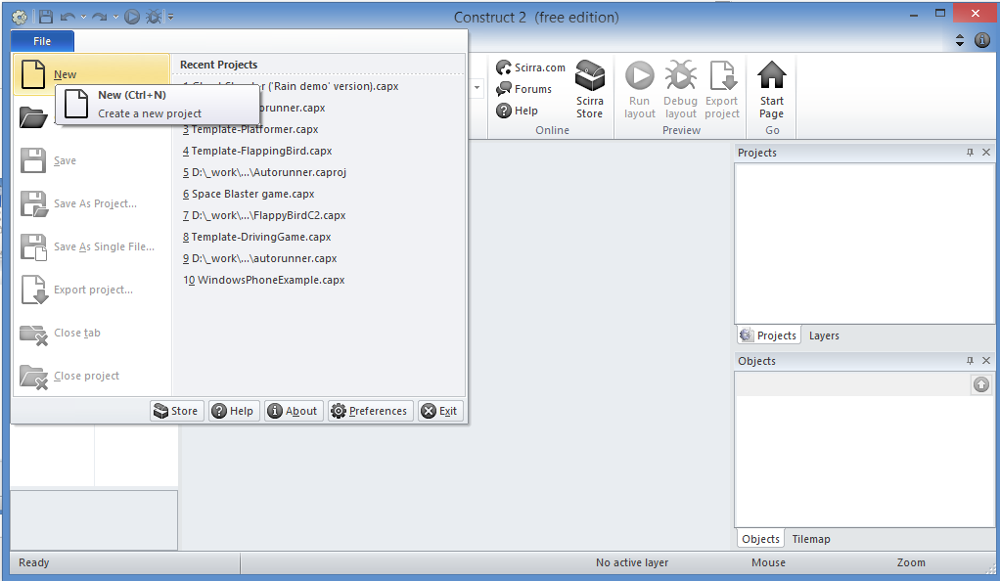 Construct 2 (free edition)
File
New
Recent Projects
('Rain demo' version).capx
New (Ctrl+N)
Create a new project
orunner.capx
3 Template-Platformer.capx
4 Template-FlappingBird.capx
Save
5 D:\_work\...\Autorunner.caproj
6 Space Blaster game.capx
Save As Project...
7 D:\_work\...\FlappyBirdC2.capx
8 Template-DrivingGame.capx
Save As Single File...
9 D:\_work\...\autorunner.capx
10 WindowsPhoneExample.capx
Export project...
Close tab
Close project
Store
Help
About
Preferences
Exit
Scirra.com
Forums
Help
Scirra
Store
Online
Run
layout
Debug
layout
Export
project
Preview
Start
Page
Go
Projects
Projects
Layers
Objects
Objects
Tilemap
Ready
No active layer
Mouse
Zoom